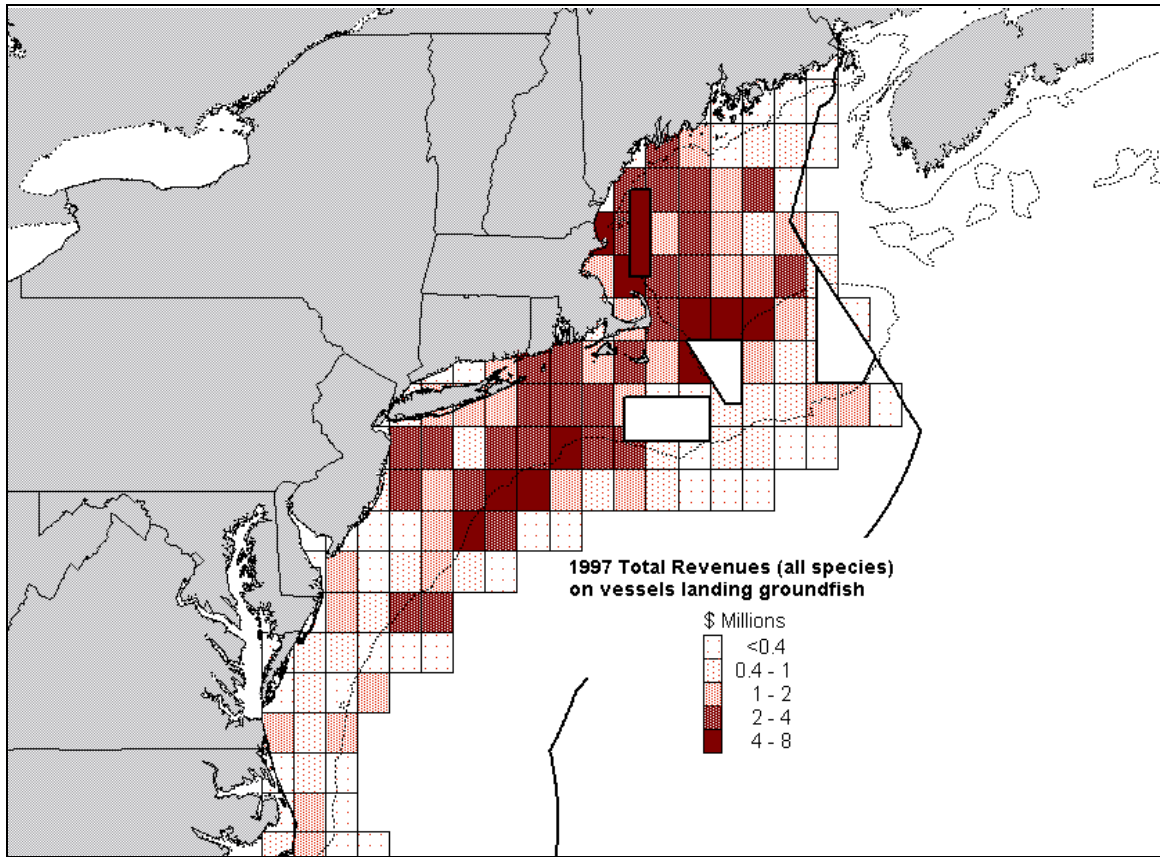 1997 Total Revenues (all species)
on vessels landing groundfish
$ Millions
<0.4
0.4 - 1
1 - 2
2 - 4
4 - 8